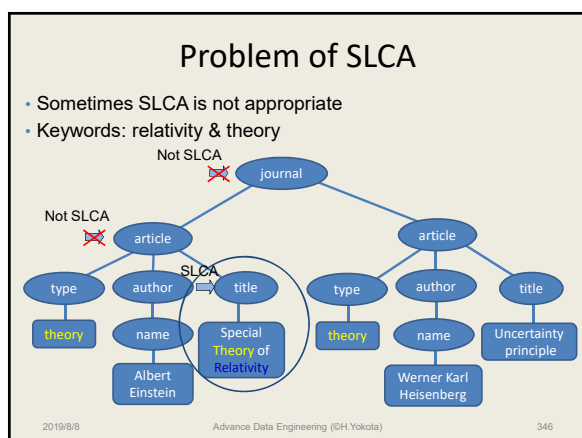 Problem of SLCA
• Sometimes SLCA is not appropriate
• Keywords: relativity & theory
Not SLCA
journal
Not SLCA
article
article
SLCA
type
author
title
type
author
title
theory
name
Special
Theory of
Relativity
theory
name
Uncertainty
principle
Albert
Einstein
Werner Karl
Heisenberg
2019/8/8
Advance Data Engineering (©H.Yokota)
346